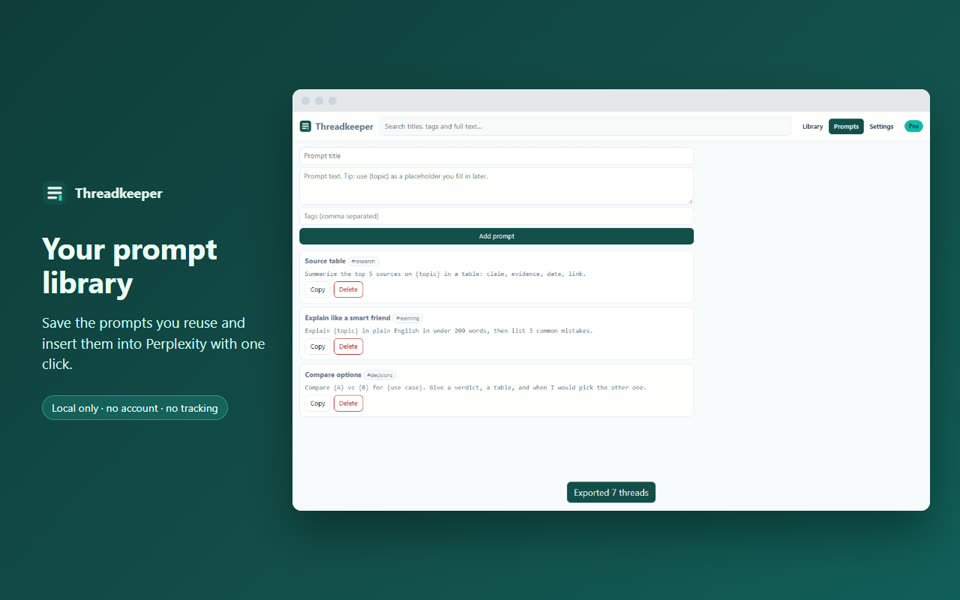 Threadkeeper
Your prompt
library
Save the prompts you reuse and
insert them into Perplexity with one
click.
Local only · no account · no tracking
Threadkeeper
Search titles, tags and full text...
Library
Prompts
Settings
Pro
Prompt title
Prompt text. Tip: use {topic} as a placeholder you fill in later.
Tags (comma separated)
Add prompt
Source table #research
Summarize the top 5 sources on {topic} in a table: claim, evidence, date, link.
Copy Delete
Explain like a smart friend #learning
Explain {topic} in plain English in under 200 words, then list 3 common mistakes.
Copy Delete
Compare options #decisions
Compare {A} vs {B} for {use case}. Give a verdict, a table, and when I would pick the other one.
Copy Delete
Exported 7 threads